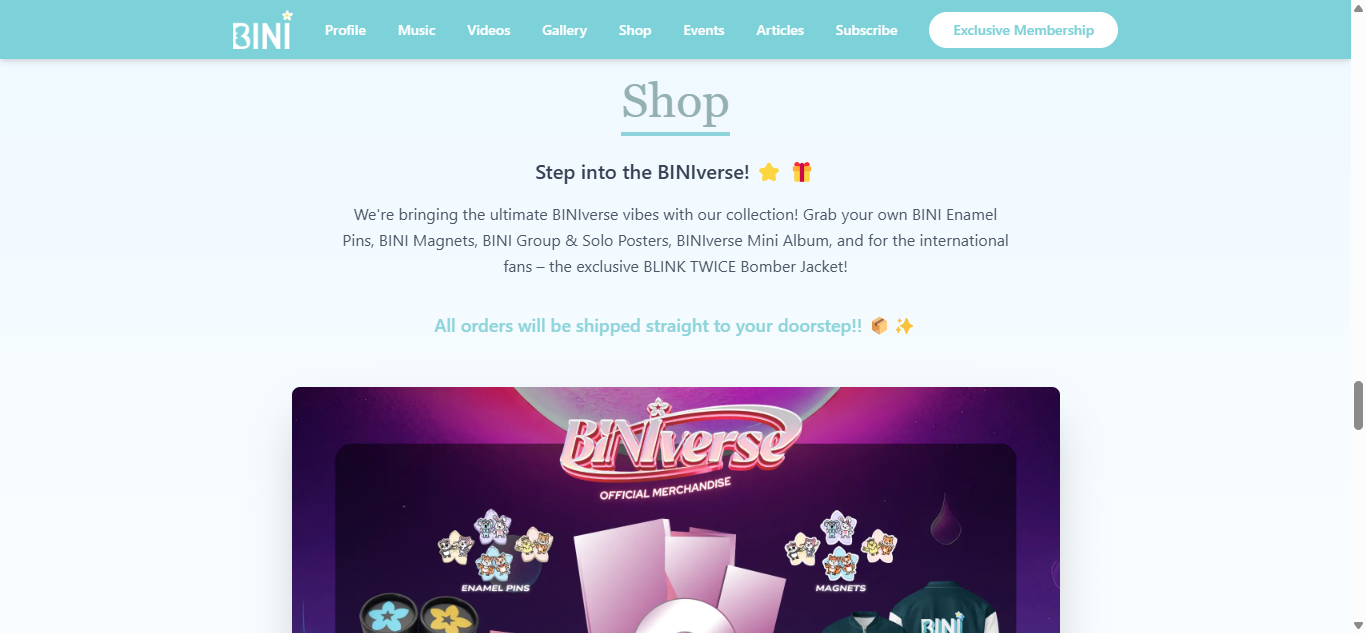 BINI
Profile
Music
Videos
Gallery
Shop
Events
Articles
Subscribe
Exclusive Membership
Shop
Step into the BINIverse! ⭐ 🎁
We're bringing the ultimate BINIverse vibes with our collection! Grab your own BINI Enamel
Pins, BINI Magnets, BINI Group & Solo Posters, BINIverse Mini Album, and for the international
fans – the exclusive BLINK TWICE Bomber Jacket!
All orders will be shipped straight to your doorstep!! 📦 ✨
BINIverse
OFFICIAL MERCHANDISE
ENAMEL PINS
MAGNETS
BINI